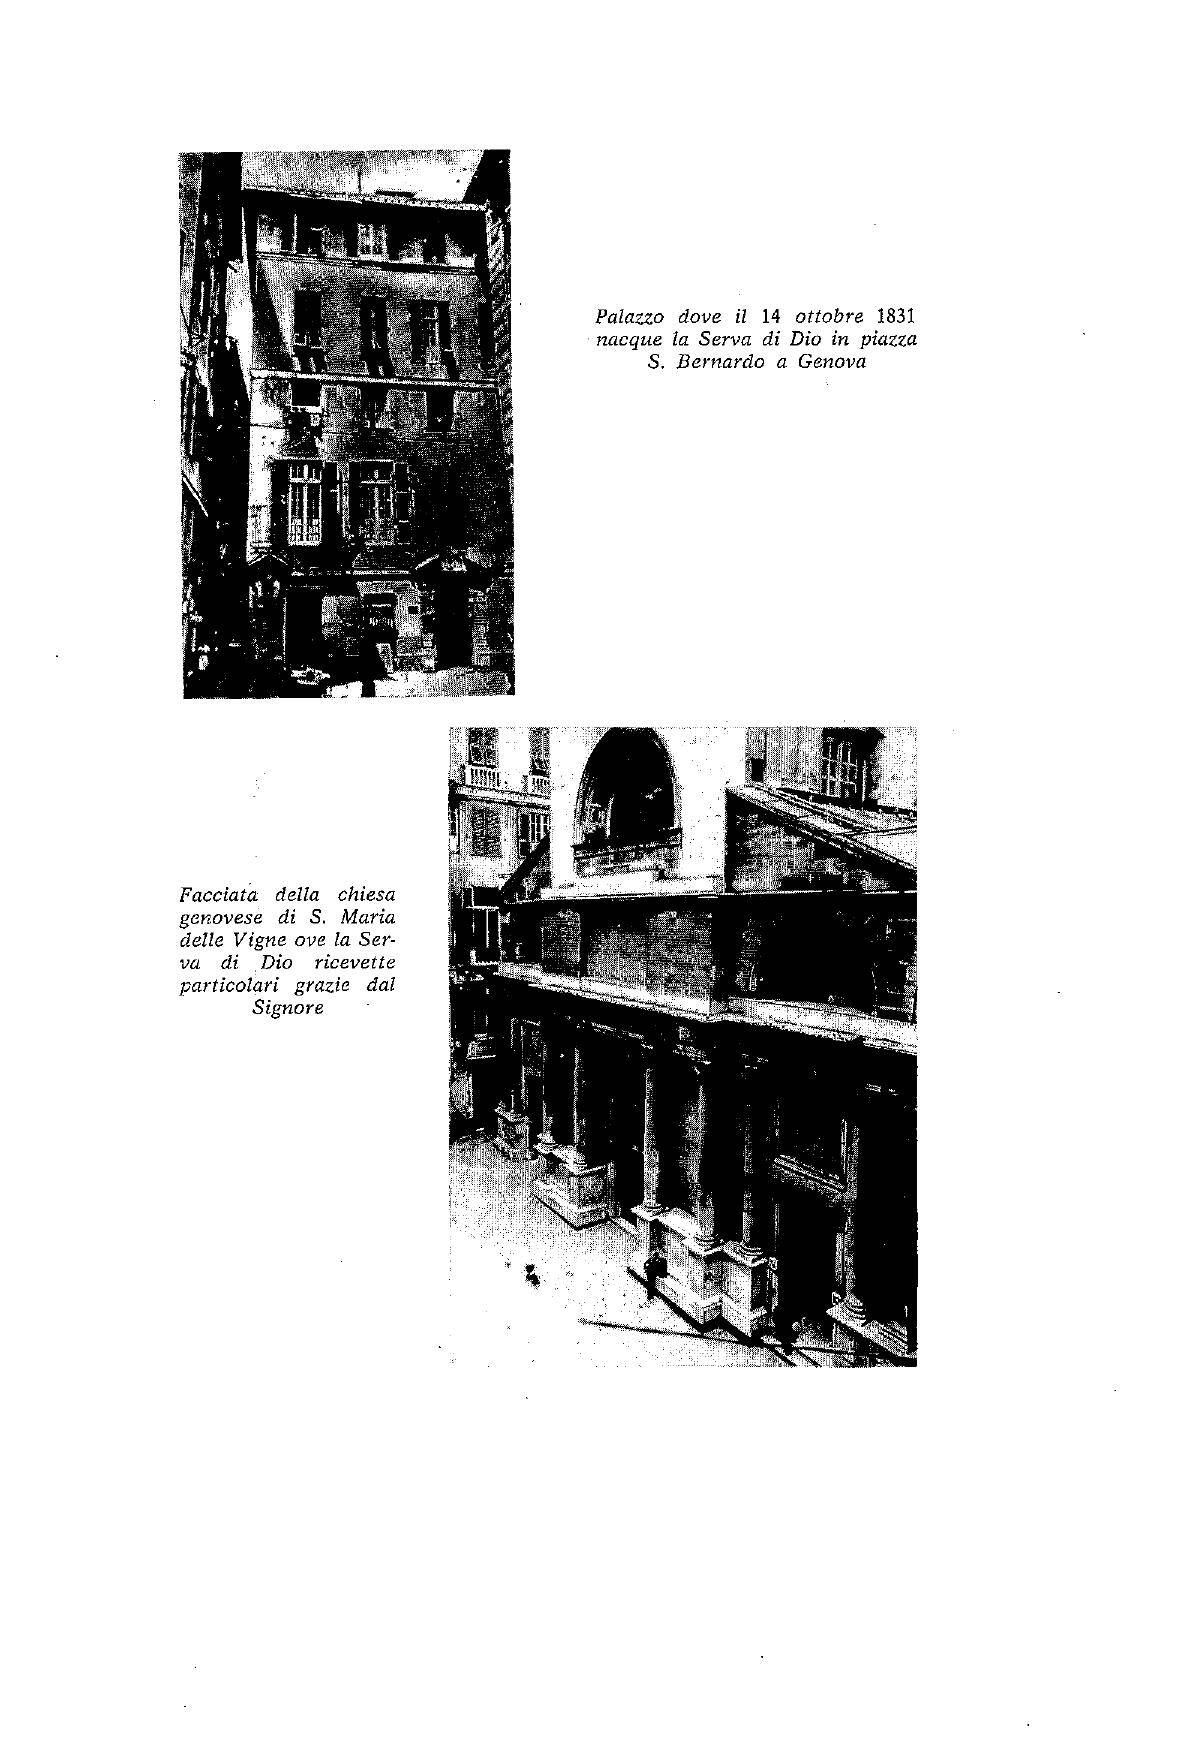 Palazzo dove il 14 ottobre 1831
nacque la Serva di Dio in piazza
S. Bernardo a Genova
Facciata della chiesa
genovese di S. Maria
delle Vigne ove la Ser-
va di Dio ricevette
particolari grazie dal
Signore